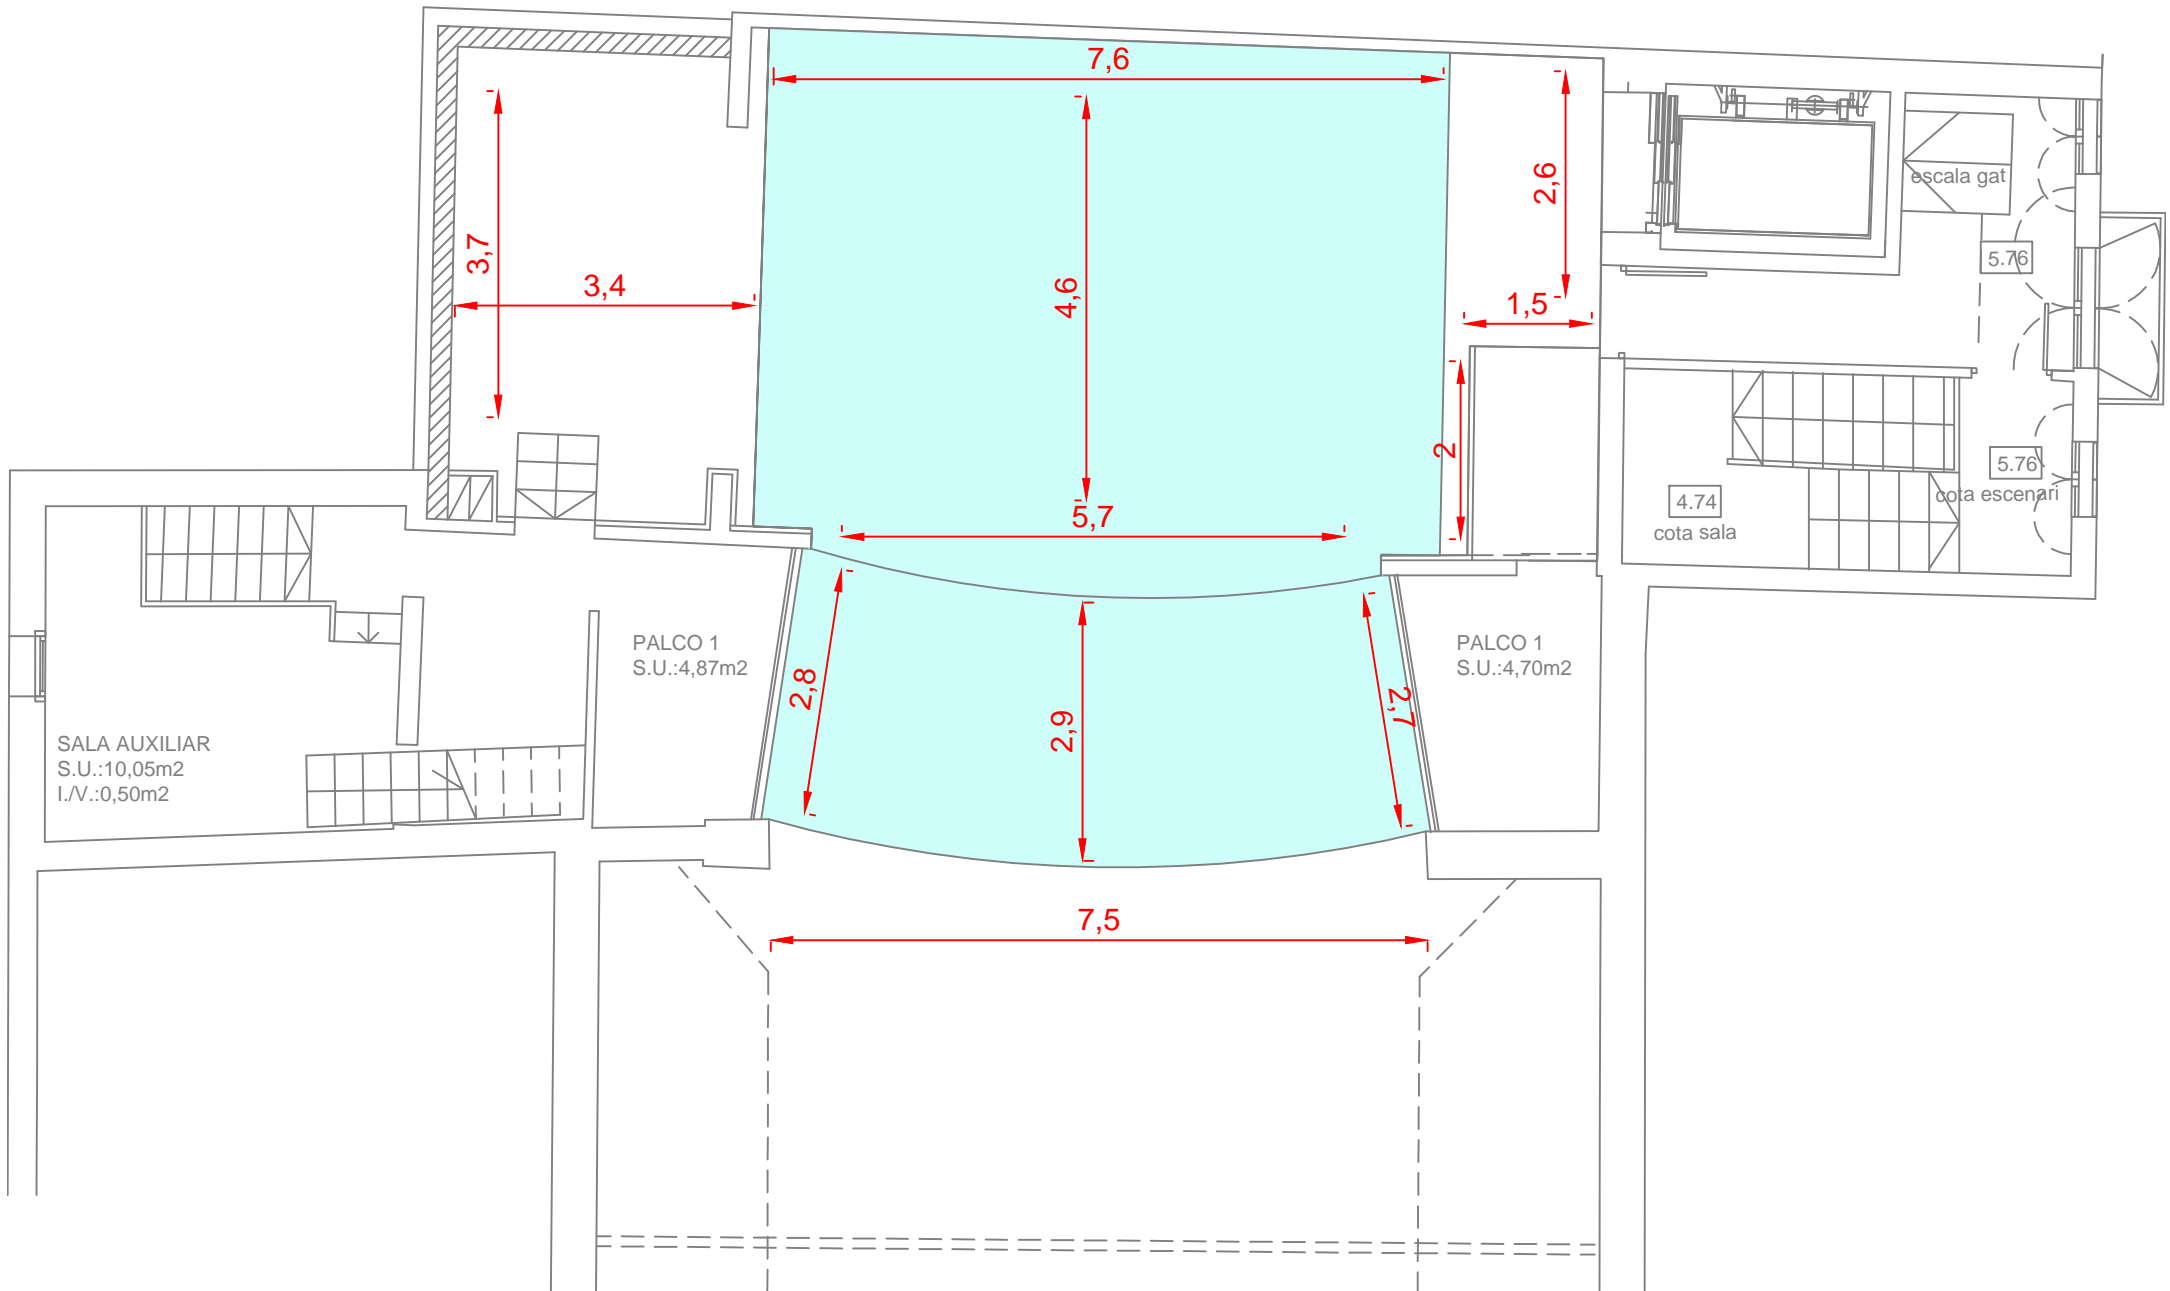 7,6
2,6
escala gat
3,7
3,4
4,6
1,5
5.76
2
5,7
4.74
cota sala
5.76
cota escenari
PALCO 1
S.U.:4,87m2
2,8
2,9
2,7
PALCO 1
S.U.:4,70m2
SALA AUXILIAR
S.U.:10,05m2
I./V.:0,50m2
7,5